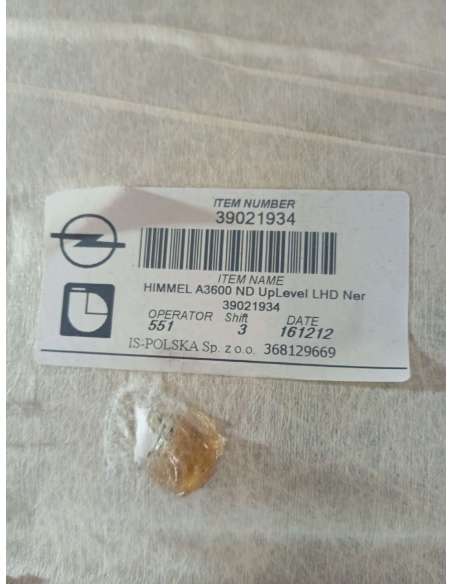 ITEM NUMBER
39021934
ITEM NAME
HIMMEL A3600 ND UpLevel LHD Ner
39021934
OPERATOR Shift DATE
551 3 161212
IS-POLSKA Sp. z o.o. 368129669